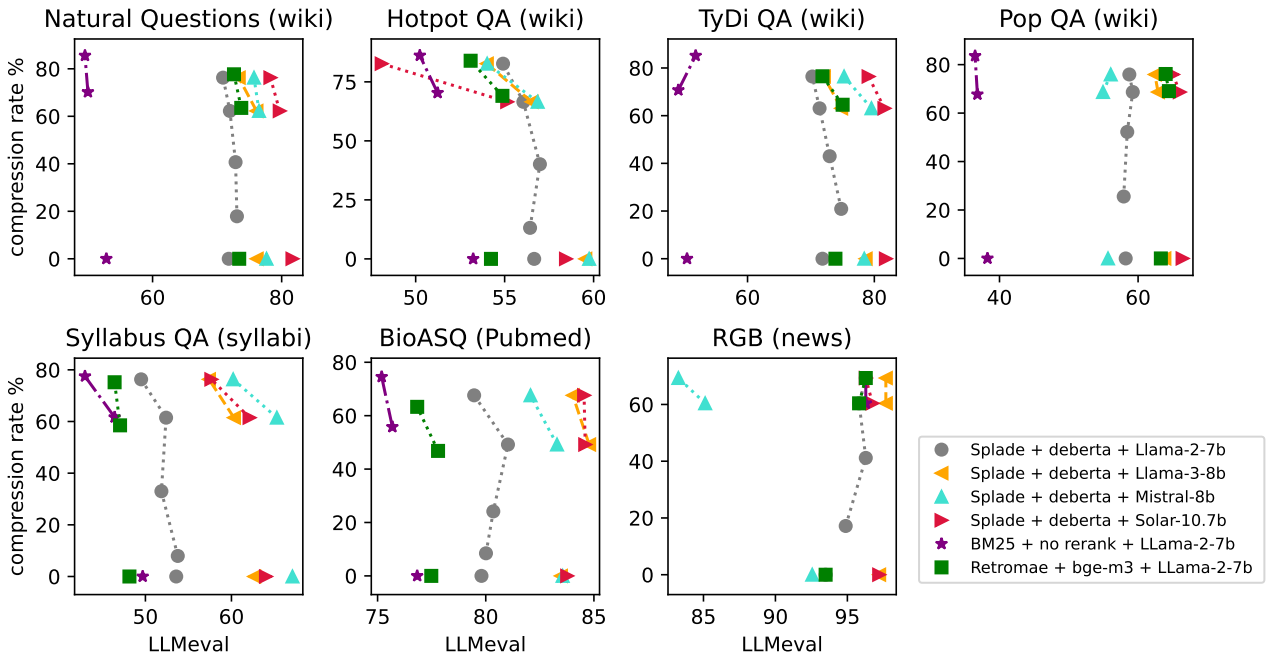 Natural Questions (wiki)
Hotpot QA (wiki)
TyDi QA (wiki)
Pop QA (wiki)
compression rate %
80
60
40
20
0
60
80
75
50
25
0
50
55
60
80
60
40
20
0
60
80
80
60
40
20
0
40
60
Syllabus QA (syllabi)
BioASQ (Pubmed)
RGB (news)
compression rate %
80
60
40
20
0
50
60
LLMeval
80
60
40
20
0
75
80
85
LLMeval
60
40
20
0
85
90
95
LLMeval
Splade + deberta + Llama-2-7b
Splade + deberta + Llama-3-8b
Splade + deberta + Mistral-8b
Splade + deberta + Solar-10.7b
BM25 + no rerank + LLama-2-7b
Retromae + bge-m3 + LLama-2-7b